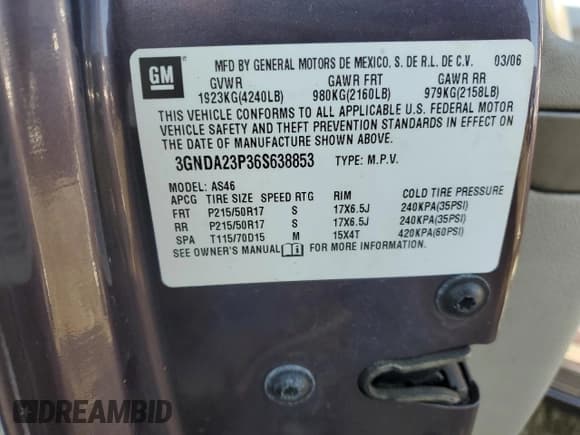 GM
MFD BY GENERAL MOTORS DE MEXICO. S. DE R.L. DE C.V. 03/06
GVWR GAWR FRT GAWR RR
1923KG(4240LB) 980KG(2160LB) 979KG(2158LB)
THIS VEHICLE CONFORMS TO ALL APPLICABLE U.S. FEDERAL MOTOR
VEHICLE SAFETY AND THEFT PREVENTION STANDARDS IN EFFECT ON
THE DATE OF MANUFACTURE SHOWN ABOVE.
3GNDA23P36S638853 TYPE: M.P.V.
MODEL: AS46
APCG TIRE SIZE SPEED RTG RIM COLD TIRE PRESSURE
FRT P215/50R17 S 17X6.5J 240KPA(35PSI)
RR P215/50R17 S 17X6.5J 240KPA(35PSI)
SPA T115/70D15 M 15X4T 420KPA(60PSI)
SEE OWNER'S MANUAL FOR MORE INFORMATION.
DREAMBID